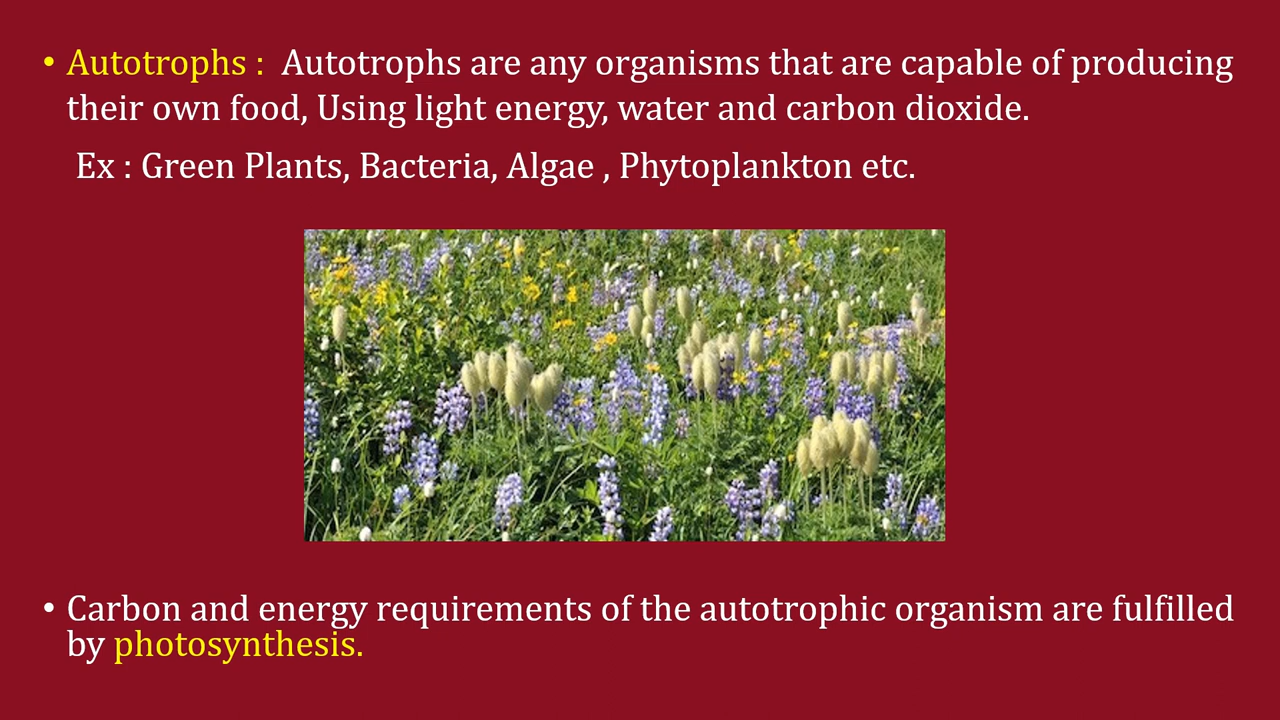 • Autotrophs :  Autotrophs are any organisms that are capable of producing
their own food, Using light energy, water and carbon dioxide.
Ex : Green Plants, Bacteria, Algae , Phytoplankton etc.
• Carbon and energy requirements of the autotrophic organism are fulfilled
by photosynthesis.